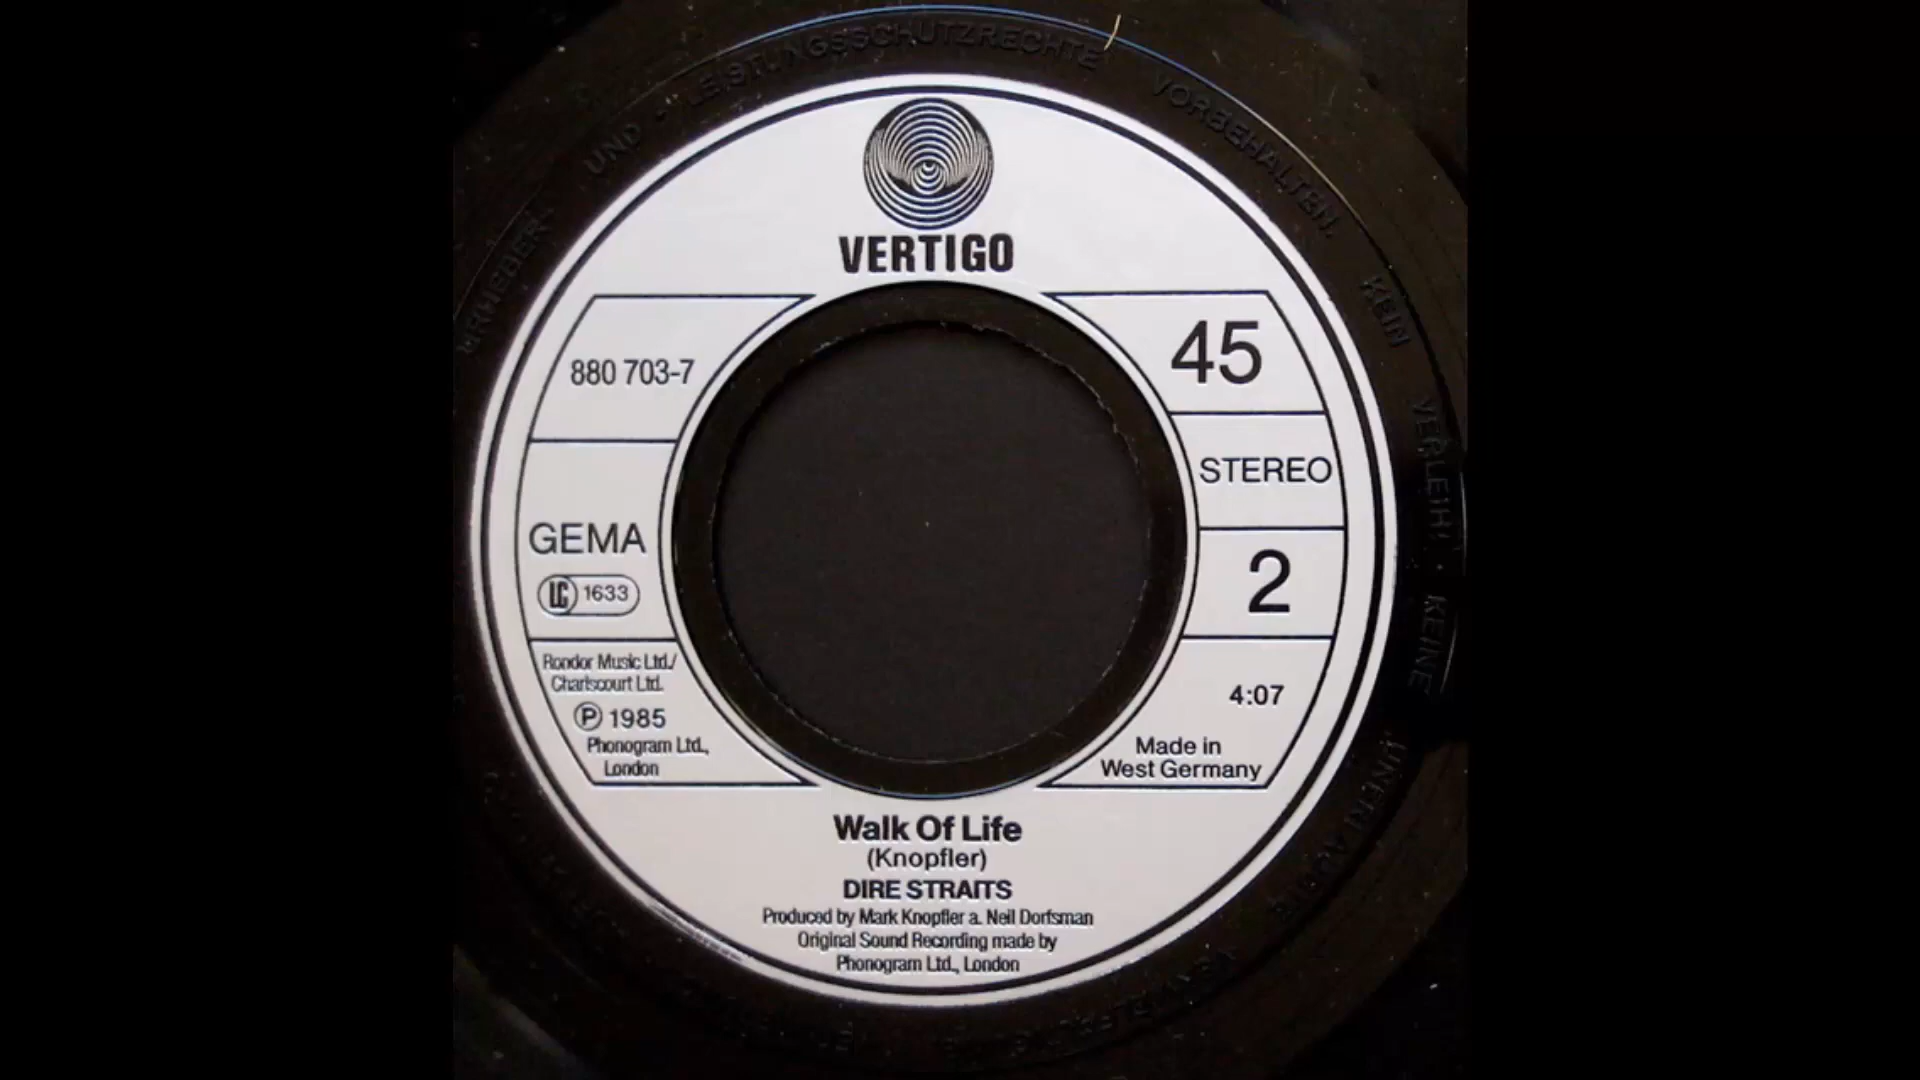 URHEBER-
UND
LEISTUNGSSCHUTZRECHTE
VORBEHALTEN.
KEIN
VERLEIH.
KEINE
VERTIGO
880 703-7
45
STEREO
GEMA
LC 1633
2
Rondor Music Ltd./
Charlscourt Ltd.
℗ 1985
Phonogram Ltd.,
London
4:07
Made in
West Germany
Walk Of Life
(Knopfler)
DIRE STRAITS
Produced by Mark Knopfler a. Neil Dorfsman
Original Sound Recording made by
Phonogram Ltd., London